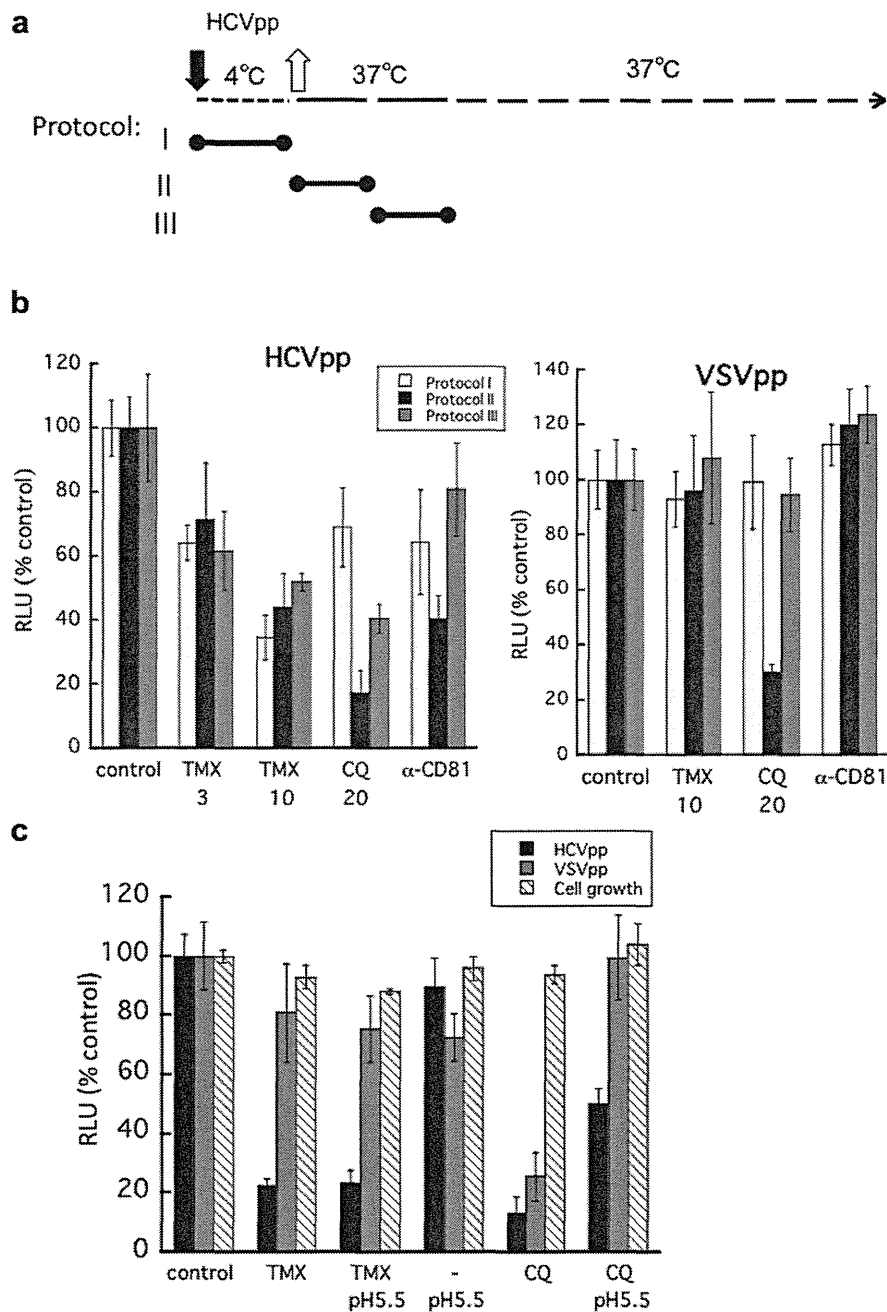 a
HCVpp
4°C 37°C 37°C
Protocol:
I
II
III
b
HCVpp
Protocol I
Protocol II
Protocol III
RLU (% control)
120
100
80
60
40
20
0
control TMX 3 TMX 10 CQ 20 α-CD81
VSVpp
RLU (% control)
140
120
100
80
60
40
20
0
control TMX 10 CQ 20 α-CD81
c
HCVpp
VSVpp
Cell growth
RLU (% control)
120
100
80
60
40
20
0
control TMX TMX pH5.5 - pH5.5 CQ CQ pH5.5